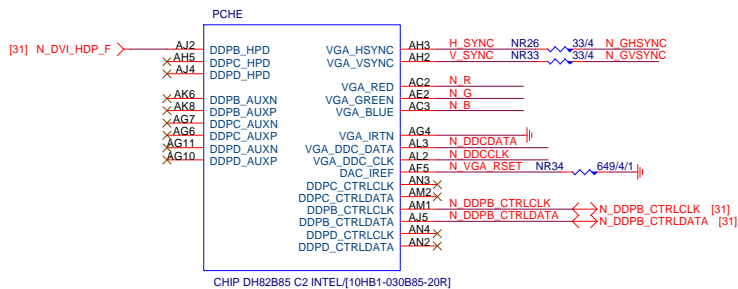 PCHE
[31] N_DVI_HDP_F AJ2 DDPB_HPD VGA_HSYNC AH3 H_SYNC NR26 33/4 N_GHSYNC
AH5 DDPC_HPD VGA_VSYNC AH2 V_SYNC NR33 33/4 N_GVSYNC
AJ4 DDPD_HPD
VGA_RED AC2 N_R
AK6 DDPB_AUXN VGA_GREEN AE2 N_G
AK8 DDPB_AUXP VGA_BLUE AC3 N_B
AG7 DDPC_AUXN
AG6 DDPC_AUXP VGA_IRTN AG4
AG11 DDPD_AUXN VGA_DDC_DATA AL3 N_DDCDATA
AG10 DDPD_AUXP VGA_DDC_CLK AL2 N_DDCCLK
DAC_IREF AF5 N_VGA_RSET NR34 649/4/1
DDPC_CTRLCLK AN3
DDPC_CTRLDATA AM2
DDPB_CTRLCLK AM1 N_DDPB_CTRLCLK N_DDPB_CTRLCLK [31]
DDPB_CTRLDATA AJ5 N_DDPB_CTRLDATA N_DDPB_CTRLDATA [31]
DDPD_CTRLCLK AN4
DDPD_CTRLDATA AN2
CHIP DH82B85 C2 INTEL/[10HB1-030B85-20R]